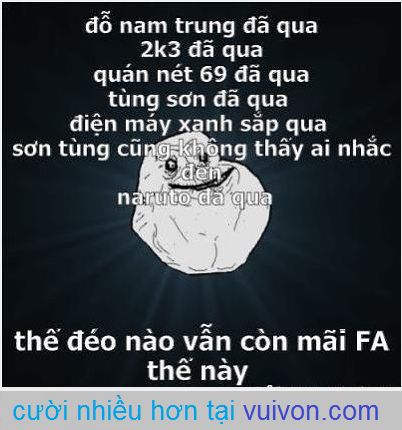 đỗ nam trung đã qua
2k3 đã qua
quán nét 69 đã qua
tùng sơn đã qua
điện máy xanh sắp qua
sơn tùng cũng không thấy ai nhắc
đến
naruto đã qua
thế đéo nào vẫn còn mãi FA
thế này
cười nhiều hơn tại vuivon.com